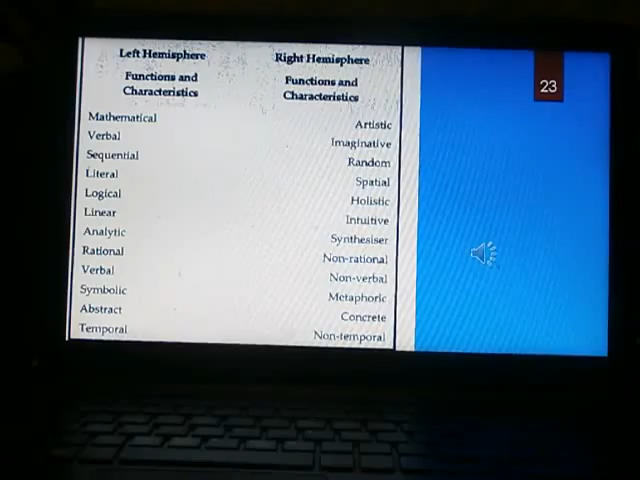 Left Hemisphere Right Hemisphere
Functions and Functions and
Characteristics Characteristics
Mathematical Artistic
Verbal Imaginative
Sequential Random
Literal Spatial
Logical Holistic
Linear Intuitive
Analytic Synthesiser
Rational Non-rational
Verbal Non-verbal
Symbolic Metaphoric
Abstract Concrete
Temporal Non-temporal
23